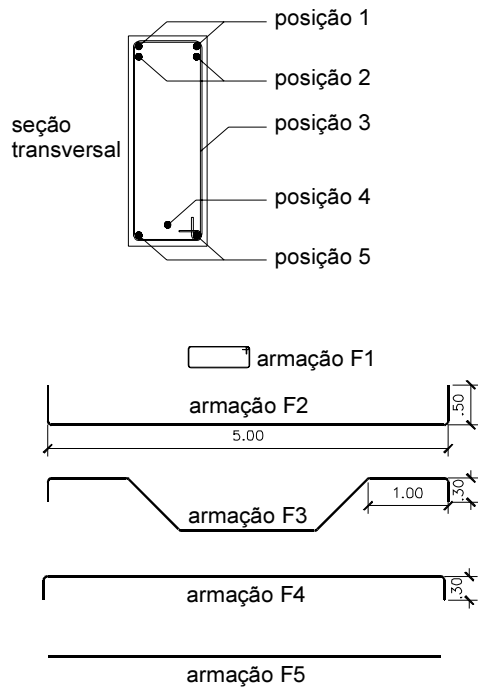 posição 1
posição 2
seção
transversal
posição 3
posição 4
posição 5
armação F1
armação F2
.50
5.00
armação F3
1.00
.30
armação F4
.30
armação F5